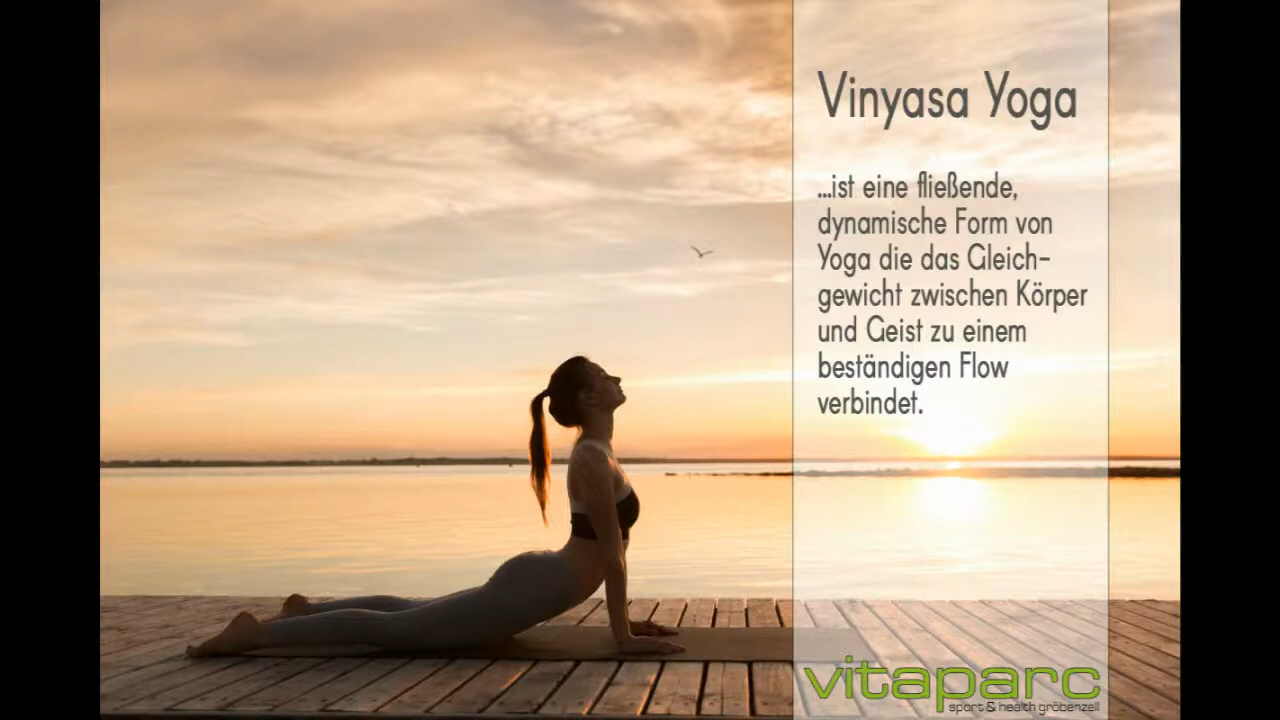 Vinyasa Yoga
...ist eine fließende,
dynamische Form von
Yoga die das Gleich-
gewicht zwischen Körper
und Geist zu einem
beständigen Flow
verbindet.
vitaparc
sport & health gröbenzell